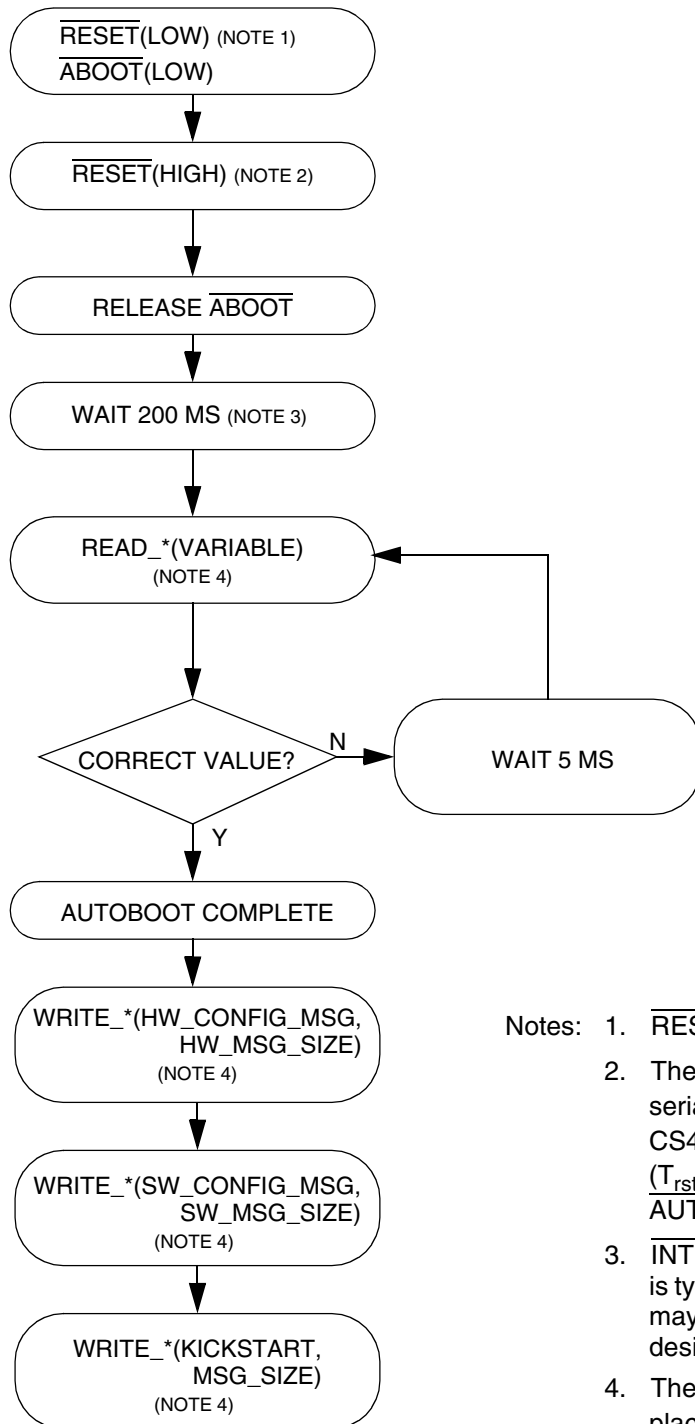 RESET(LOW) (NOTE 1)
ABOOT(LOW)
RESET(HIGH) (NOTE 2)
RELEASE ABOOT
WAIT 200 MS (NOTE 3)
READ_*(VARIABLE)
(NOTE 4)
CORRECT VALUE?
N
WAIT 5 MS
Y
AUTOBOOT COMPLETE
WRITE_*(HW_CONFIG_MSG,
HW_MSG_SIZE)
(NOTE 4)
WRITE_*(SW_CONFIG_MSG,
SW_MSG_SIZE)
(NOTE 4)
WRITE_*(KICKSTART,
MSG_SIZE)
(NOTE 4)
Notes: 1. RES
2. The
seria
CS4
(Trst
AUT
3. INT
is ty
may
desi
4. The
plac